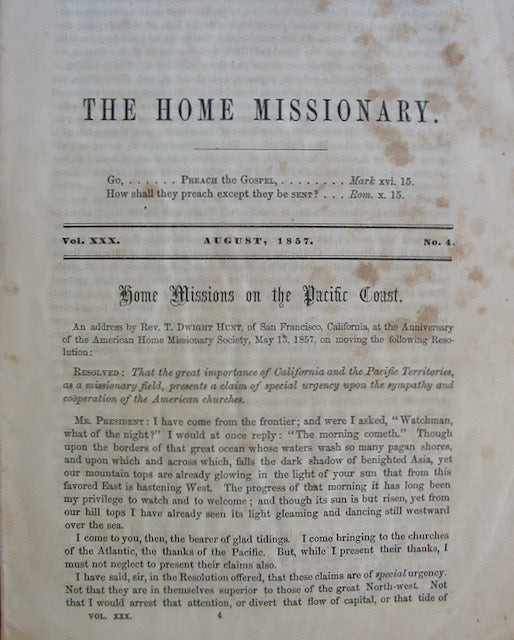 THE HOME MISSIONARY.
Go, . . . . . . PREACH the GOSPEL, . . . . . . . . Mark xvi. 15.
How shall they preach except they be SENT? . . . Rom. x. 15.
Vol. XXX. AUGUST, 1857. No. 4.
Home Missions on the Pacific Coast.
An address by Rev. T. DWIGHT HUNT, of San Francisco, California, at the Anniversary
of the American Home Missionary Society, May 13, 1857, on moving the following Reso-
lution:
RESOLVED: That the great importance of California and the Pacific Territories,
as a missionary field, presents a claim of special urgency upon the sympathy and
coöperation of the American churches.
MR. PRESIDENT: I have come from the frontier; and were I asked, "Watchman,
what of the night?" I would at once reply: "The morning cometh." Though
upon the borders of that great ocean whose waters wash so many pagan shores,
and upon which and across which, falls the dark shadow of benighted Asia, yet
our mountain tops are already glowing in the light of your sun that from this
favored East is hastening West. The progress of that morning it has long been
my privilege to watch and to welcome; and though its sun is but risen, yet from
our hill tops I have already seen its light gleaming and dancing still westward
over the sea.
I come to you, then, the bearer of glad tidings. I come bringing to the churches
of the Atlantic, the thanks of the Pacific. But, while I present their thanks, I
must not neglect to present their claims also.
I have said, sir, in the Resolution offered, that these claims are of special urgency.
Not that they are in themselves superior to those of the great North-west. Not
that I would arrest that attention, or divert that flow of capital, or that tide of
VOL. XXX. 4